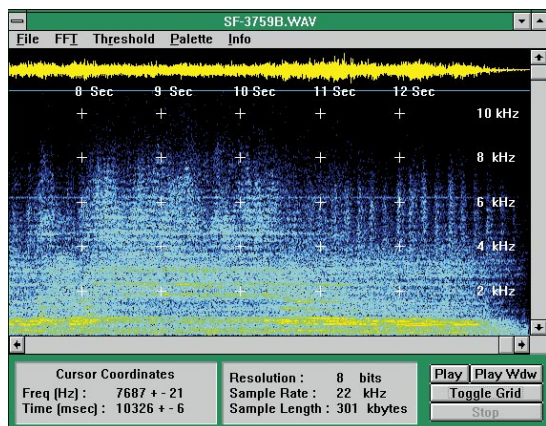 SF-3759B.WAV
File FFT Threshold Palette Info
8 Sec 9 Sec 10 Sec 11 Sec 12 Sec
10 kHz
8 kHz
6 kHz
4 kHz
2 kHz
Cursor Coordinates
Freq (Hz) : 7687 + - 21
Time (msec) : 10326 + - 6
Resolution : 8 bits
Sample Rate : 22 kHz
Sample Length : 301 kbytes
Play Play Wdw
Toggle Grid
Stop